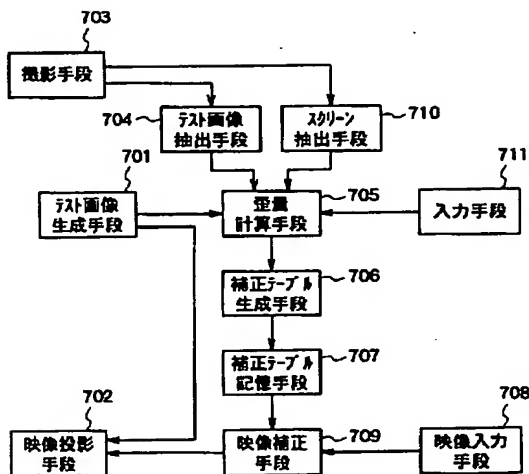 703
撮影手段
704
テスト画像
抽出手段
スクリーン
抽出手段
710
701
テスト画像
生成手段
歪量
計算手段
705
711
入力手段
706
補正テーブル
生成手段
補正テーブル
記憶手段
707
702
映像投影
手段
映像補正
手段
709
708
映像入力
手段